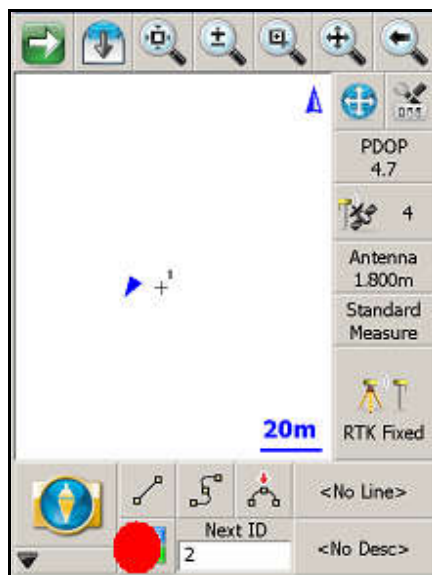 PDOP
4.7
4
Antenna
1.800m
Standard
Measure
1
20m
RTK Fixed
<No Line>
Next ID
2
<No Desc>